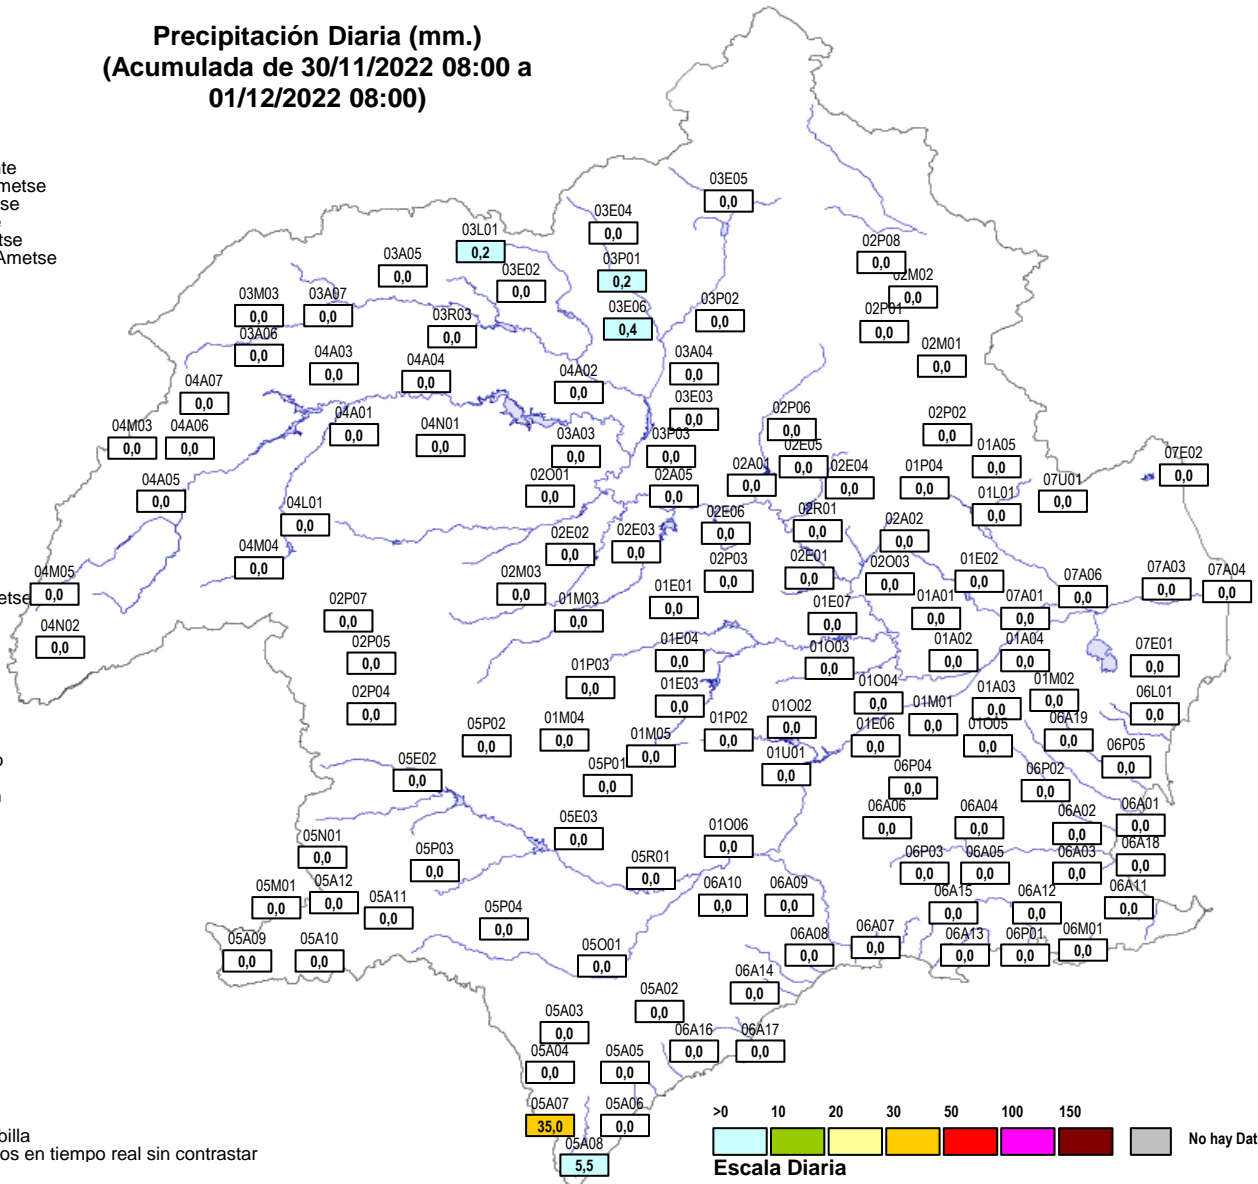 Precipitación Diaria (mm.)
(Acumulada de 30/11/2022 08:00 a
01/12/2022 08:00)
nte
metse
tse
e
tse
Ametse
03E05
0,0
03E04
0,0
03L01
0,2
03A05
0,0
03E02
0,0
03P01
0,2
02P08
0,0
02M02
0,0
03M03
0,0
03A07
0,0
03R03
0,0
03E06
0,4
03P02
0,0
02P01
0,0
03A06
0,0
04A03
0,0
04A04
0,0
03A04
0,0
02M01
0,0
04A07
0,0
04A02
0,0
03E03
0,0
04M03
0,0
04A06
0,0
04A01
0,0
04N01
0,0
03A03
0,0
03P03
0,0
02P06
0,0
02P02
0,0
02E05
0,0
01A05
0,0
07E02
0,0
04A05
0,0
02O01
0,0
02A05
0,0
02A01
0,0
02E04
0,0
01P04
0,0
07U01
0,0
04L01
0,0
01L01
0,0
02E06
0,0
02R01
0,0
02A02
0,0
04M04
0,0
02E02
0,0
02E03
0,0
04M05
0,0
etse
02M03
0,0
02P03
0,0
02E01
0,0
02O03
0,0
01E02
0,0
07A06
0,0
07A03
0,0
07A04
0,0
02P07
0,0
01M03
0,0
01E01
0,0
01E07
0,0
01A01
0,0
07A01
0,0
04N02
0,0
02P05
0,0
01E04
0,0
01O03
0,0
01A02
0,0
01A04
0,0
07E01
0,0
02P04
0,0
01P03
0,0
01E03
0,0
01O04
0,0
01M01
0,0
01A03
0,0
01M02
0,0
06L01
0,0
05P02
0,0
01M04
0,0
01M05
0,0
01P02
0,0
01O02
0,0
01E06
0,0
01O05
0,0
06A19
0,0
06P05
0,0
o
05E02
0,0
05P01
0,0
01U01
0,0
06P04
0,0
06P02
0,0
05E03
0,0
01O06
0,0
06A06
0,0
06A04
0,0
06A02
0,0
06A01
0,0
05N01
0,0
05P03
0,0
05R01
0,0
06P03
0,0
06A05
0,0
06A03
0,0
06A18
0,0
05M01
0,0
05A12
0,0
05A11
0,0
06A10
0,0
06A09
0,0
06A15
0,0
06A12
0,0
06A11
0,0
05P04
0,0
05A09
0,0
05A10
0,0
05O01
0,0
06A08
0,0
06A07
0,0
06A13
0,0
06P01
0,0
06M01
0,0
06A14
0,0
05A02
0,0
05A03
0,0
06A16
0,0
06A17
0,0
05A04
0,0
05A05
0,0
05A07
35,0
05A06
0,0
05A08
5,5
billa
os en tiempo real sin contrastar
>0 10 20 30 50 100 150
No hay Dat
Escala Diaria